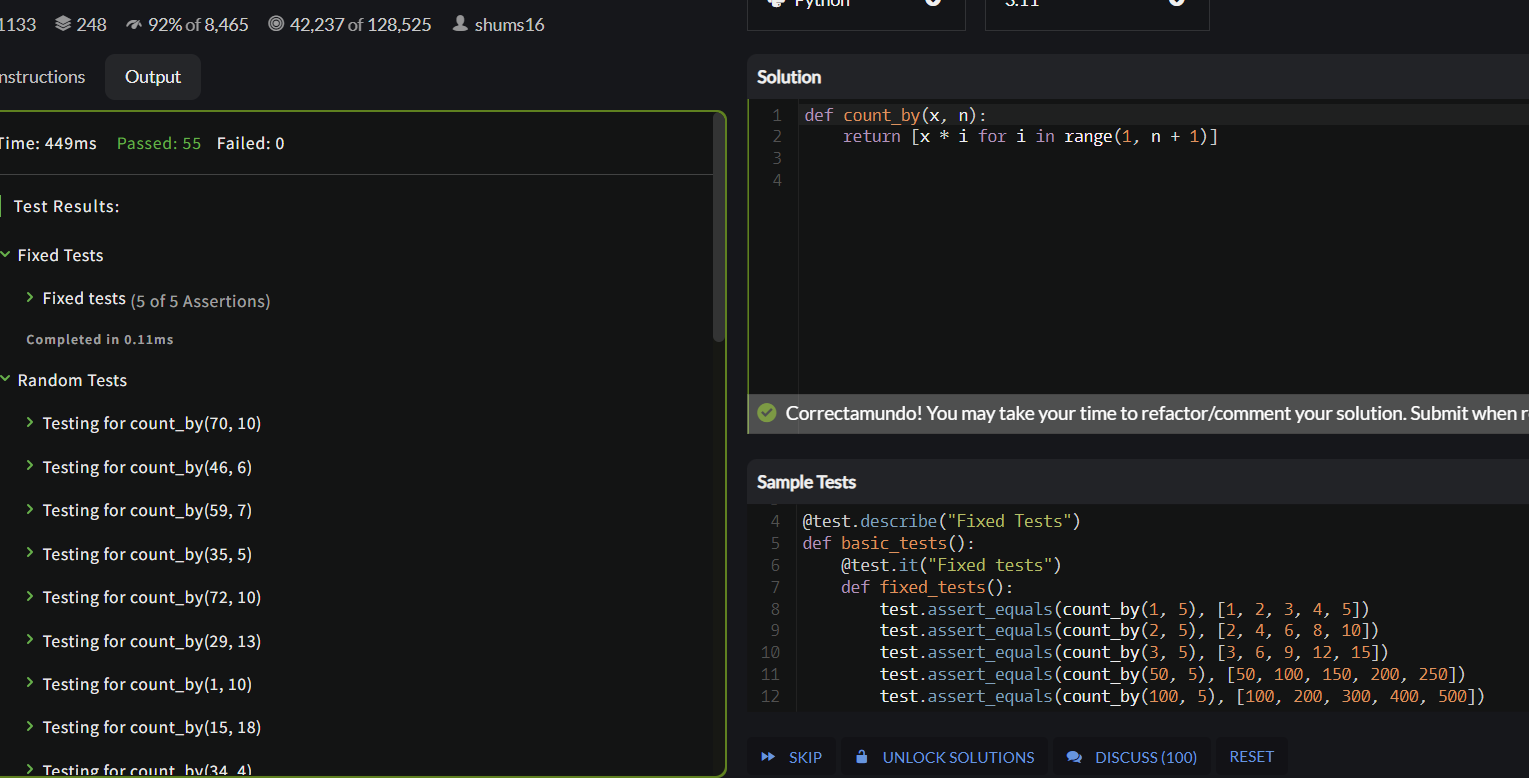 1133 248 92% of 8,465 42,237 of 128,525 shums16
Python 3.11
nstructions Output
Time: 449ms Passed: 55 Failed: 0
Test Results:
Fixed Tests
Fixed tests (5 of 5 Assertions)
Completed in 0.11ms
Random Tests
Testing for count_by(70, 10)
Testing for count_by(46, 6)
Testing for count_by(59, 7)
Testing for count_by(35, 5)
Testing for count_by(72, 10)
Testing for count_by(29, 13)
Testing for count_by(1, 10)
Testing for count_by(15, 18)
Testing for count_by(34, 4)
Solution
1 def count_by(x, n):
2 return [x * i for i in range(1, n + 1)]
3
4
Correctamundo! You may take your time to refactor/comment your solution. Submit when r
Sample Tests
4 @test.describe("Fixed Tests")
5 def basic_tests():
6 @test.it("Fixed tests")
7 def fixed_tests():
8 test.assert_equals(count_by(1, 5), [1, 2, 3, 4, 5])
9 test.assert_equals(count_by(2, 5), [2, 4, 6, 8, 10])
10 test.assert_equals(count_by(3, 5), [3, 6, 9, 12, 15])
11 test.assert_equals(count_by(50, 5), [50, 100, 150, 200, 250])
12 test.assert_equals(count_by(100, 5), [100, 200, 300, 400, 500])
SKIP UNLOCK SOLUTIONS DISCUSS (100) RESET